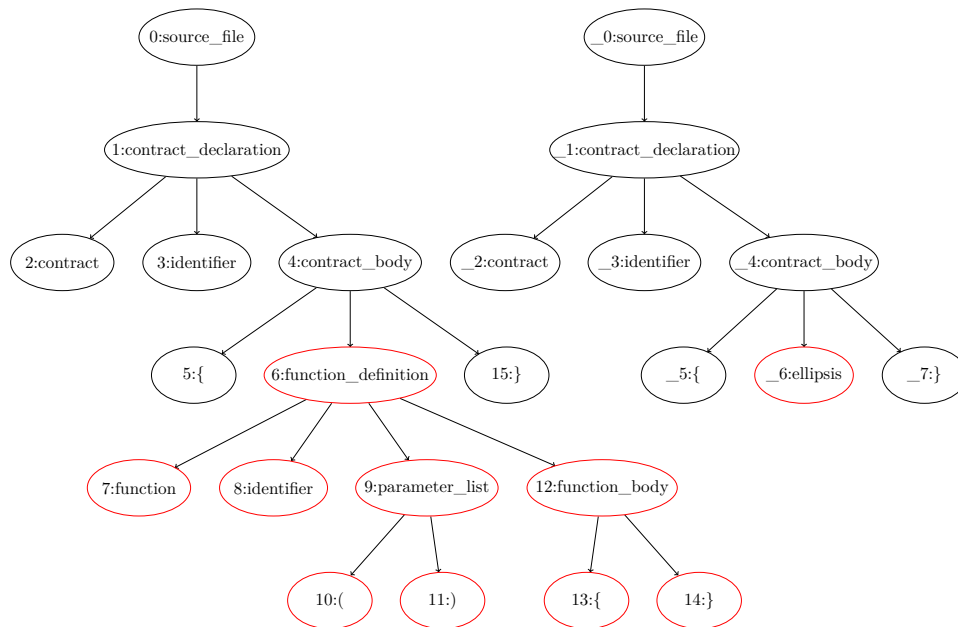 0:source_file
_0:source_file
1:contract_declaration
_1:contract_declaration
2:contract
3:identifier
4:contract_body
_2:contract
_3:identifier
_4:contract_body
5:{
6:function_definition
15:}
_5:{
_6:ellipsis
_7:}
7:function
8:identifier
9:parameter_list
12:function_body
10:(
11:)
13:{
14:}